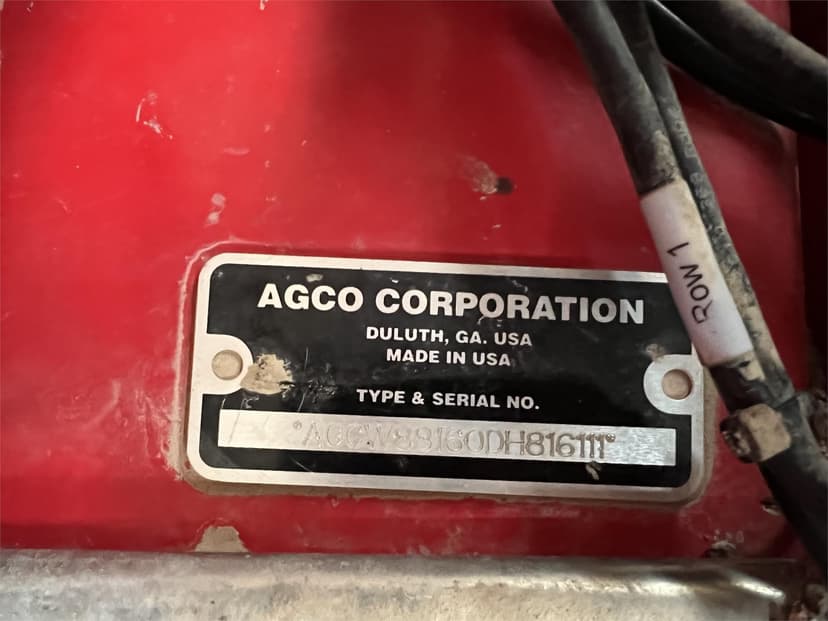 AGCO CORPORATION
DULUTH, GA. USA
MADE IN USA
TYPE & SERIAL NO.
*AGCW88160DH816111*
ROW 1